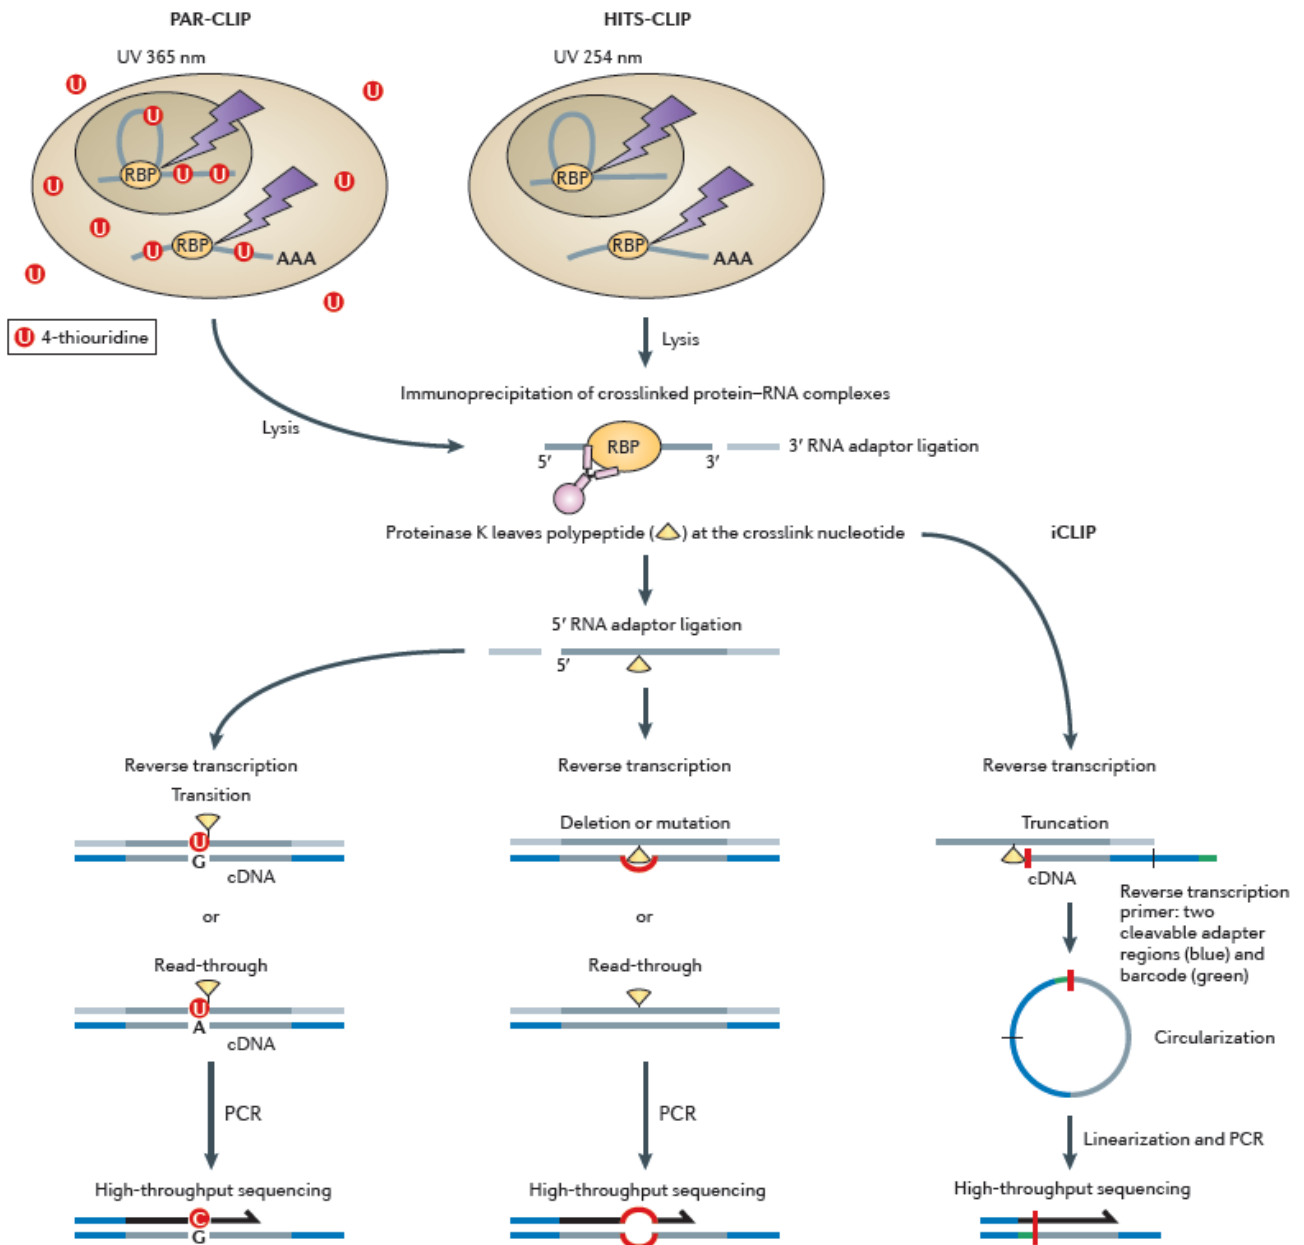 PAR-CLIP
HITS-CLIP
UV 365 nm
UV 254 nm
U
U
U
RBP
U
U
U
U
U
U
RBP
U
AAA
U
U
RBP
RBP
AAA
U 4-thiouridine
Lysis
Lysis
Immunoprecipitation of crosslinked protein–RNA complexes
RBP
5′
3′
3′ RNA adaptor ligation
Proteinase K leaves polypeptide ( ) at the crosslink nucleotide
iCLIP
5′ RNA adaptor ligation
5′
Reverse transcription
Transition
U
G
cDNA
or
Read-through
U
A
cDNA
PCR
High-throughput sequencing
C
G
Reverse transcription
Deletion or mutation
or
Read-through
PCR
High-throughput sequencing
Reverse transcription
Truncation
cDNA
Reverse transcription
primer: two
cleavable adapter
regions (blue) and
barcode (green)
Circularization
Linearization and PCR
High-throughput sequencing